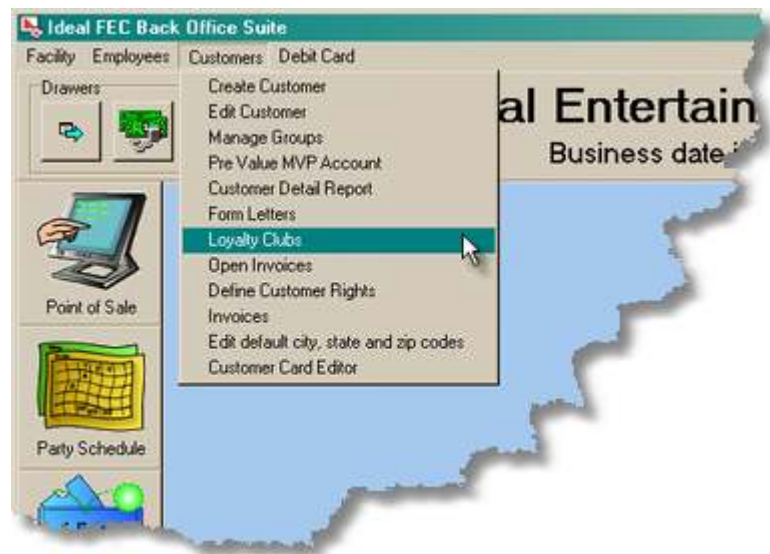 Ideal FEC Back Office Suite
Facility Employees Customers Debit Card
Drawers
Create Customer
Edit Customer
Manage Groups
Pre Value MVP Account
Customer Detail Report
Form Letters
Loyalty Clubs
Open Invoices
Define Customer Rights
Invoices
Edit default city, state and zip codes
Customer Card Editor
al Entertain
Business date i
Point of Sale
Party Schedule